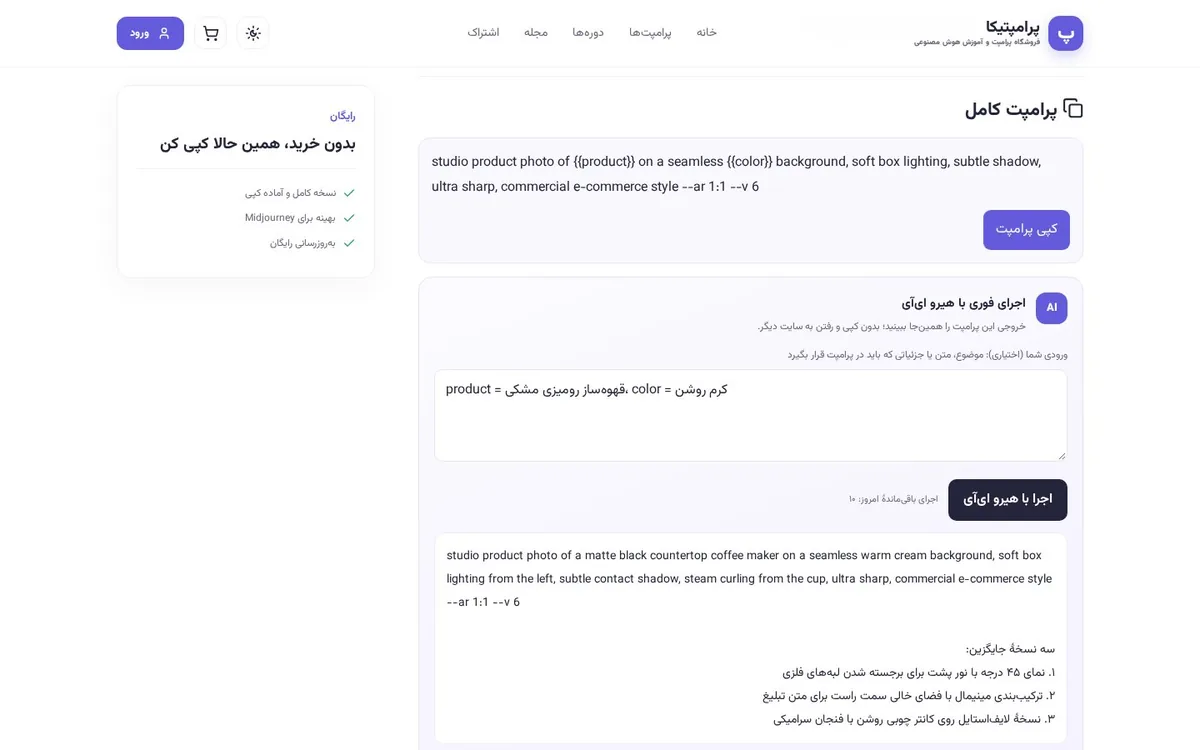 پ
پرامپتیکا
فروشگاه پرامپت و آموزش هوش مصنوعی
خانه
پرامپت‌ها
دوره‌ها
مجله
اشتراک
ورود
پرامپت کامل
studio product photo of {{product}} on a seamless {{color}} background, soft box lighting, subtle shadow,
ultra sharp, commercial e-commerce style --ar 1:1 --v 6
کپی پرامپت
AI
اجرای فوری با هیرو ای‌آی
خروجی این پرامپت را همین‌جا ببینید؛ بدون کپی و رفتن به سایت دیگر.
ورودی شما (اختیاری): موضوع، متن یا جزئیاتی که باید در پرامپت قرار بگیرد
product = قهوه‌ساز رومیزی مشکی، color = کرم روشن
اجرا با هیرو ای‌آی
اجرای باقی‌ماندهٔ امروز: ۱۰
studio product photo of a matte black countertop coffee maker on a seamless warm cream background, soft box
lighting from the left, subtle contact shadow, steam curling from the cup, ultra sharp, commercial e-commerce style
--ar 1:1 --v 6
سه نسخهٔ جایگزین:
۱. نمای ۴۵ درجه با نور پشت برای برجسته شدن لبه‌های فلزی
۲. ترکیب‌بندی مینیمال با فضای خالی سمت راست برای متن تبلیغ
۳. نسخهٔ لایف‌استایل روی کانتر چوبی روشن با فنجان سرامیکی
رایگان
بدون خرید، همین حالا کپی کن
نسخه کامل و آماده کپی
بهینه برای Midjourney
به‌روزرسانی رایگان